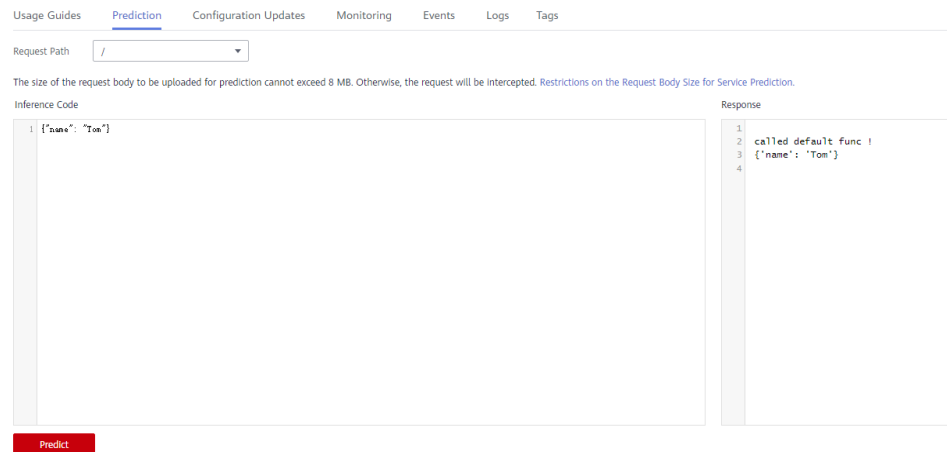 Usage Guides Prediction Configuration Updates Monitoring Events Logs Tags
Request Path /
The size of the request body to be uploaded for prediction cannot exceed 8 MB. Otherwise, the request will be intercepted. Restrictions on the Request Body Size for Service Prediction.
Inference Code Response
1 {"name": "Tom"}
1
2 called default func !
3 {'name': 'Tom'}
4
Predict